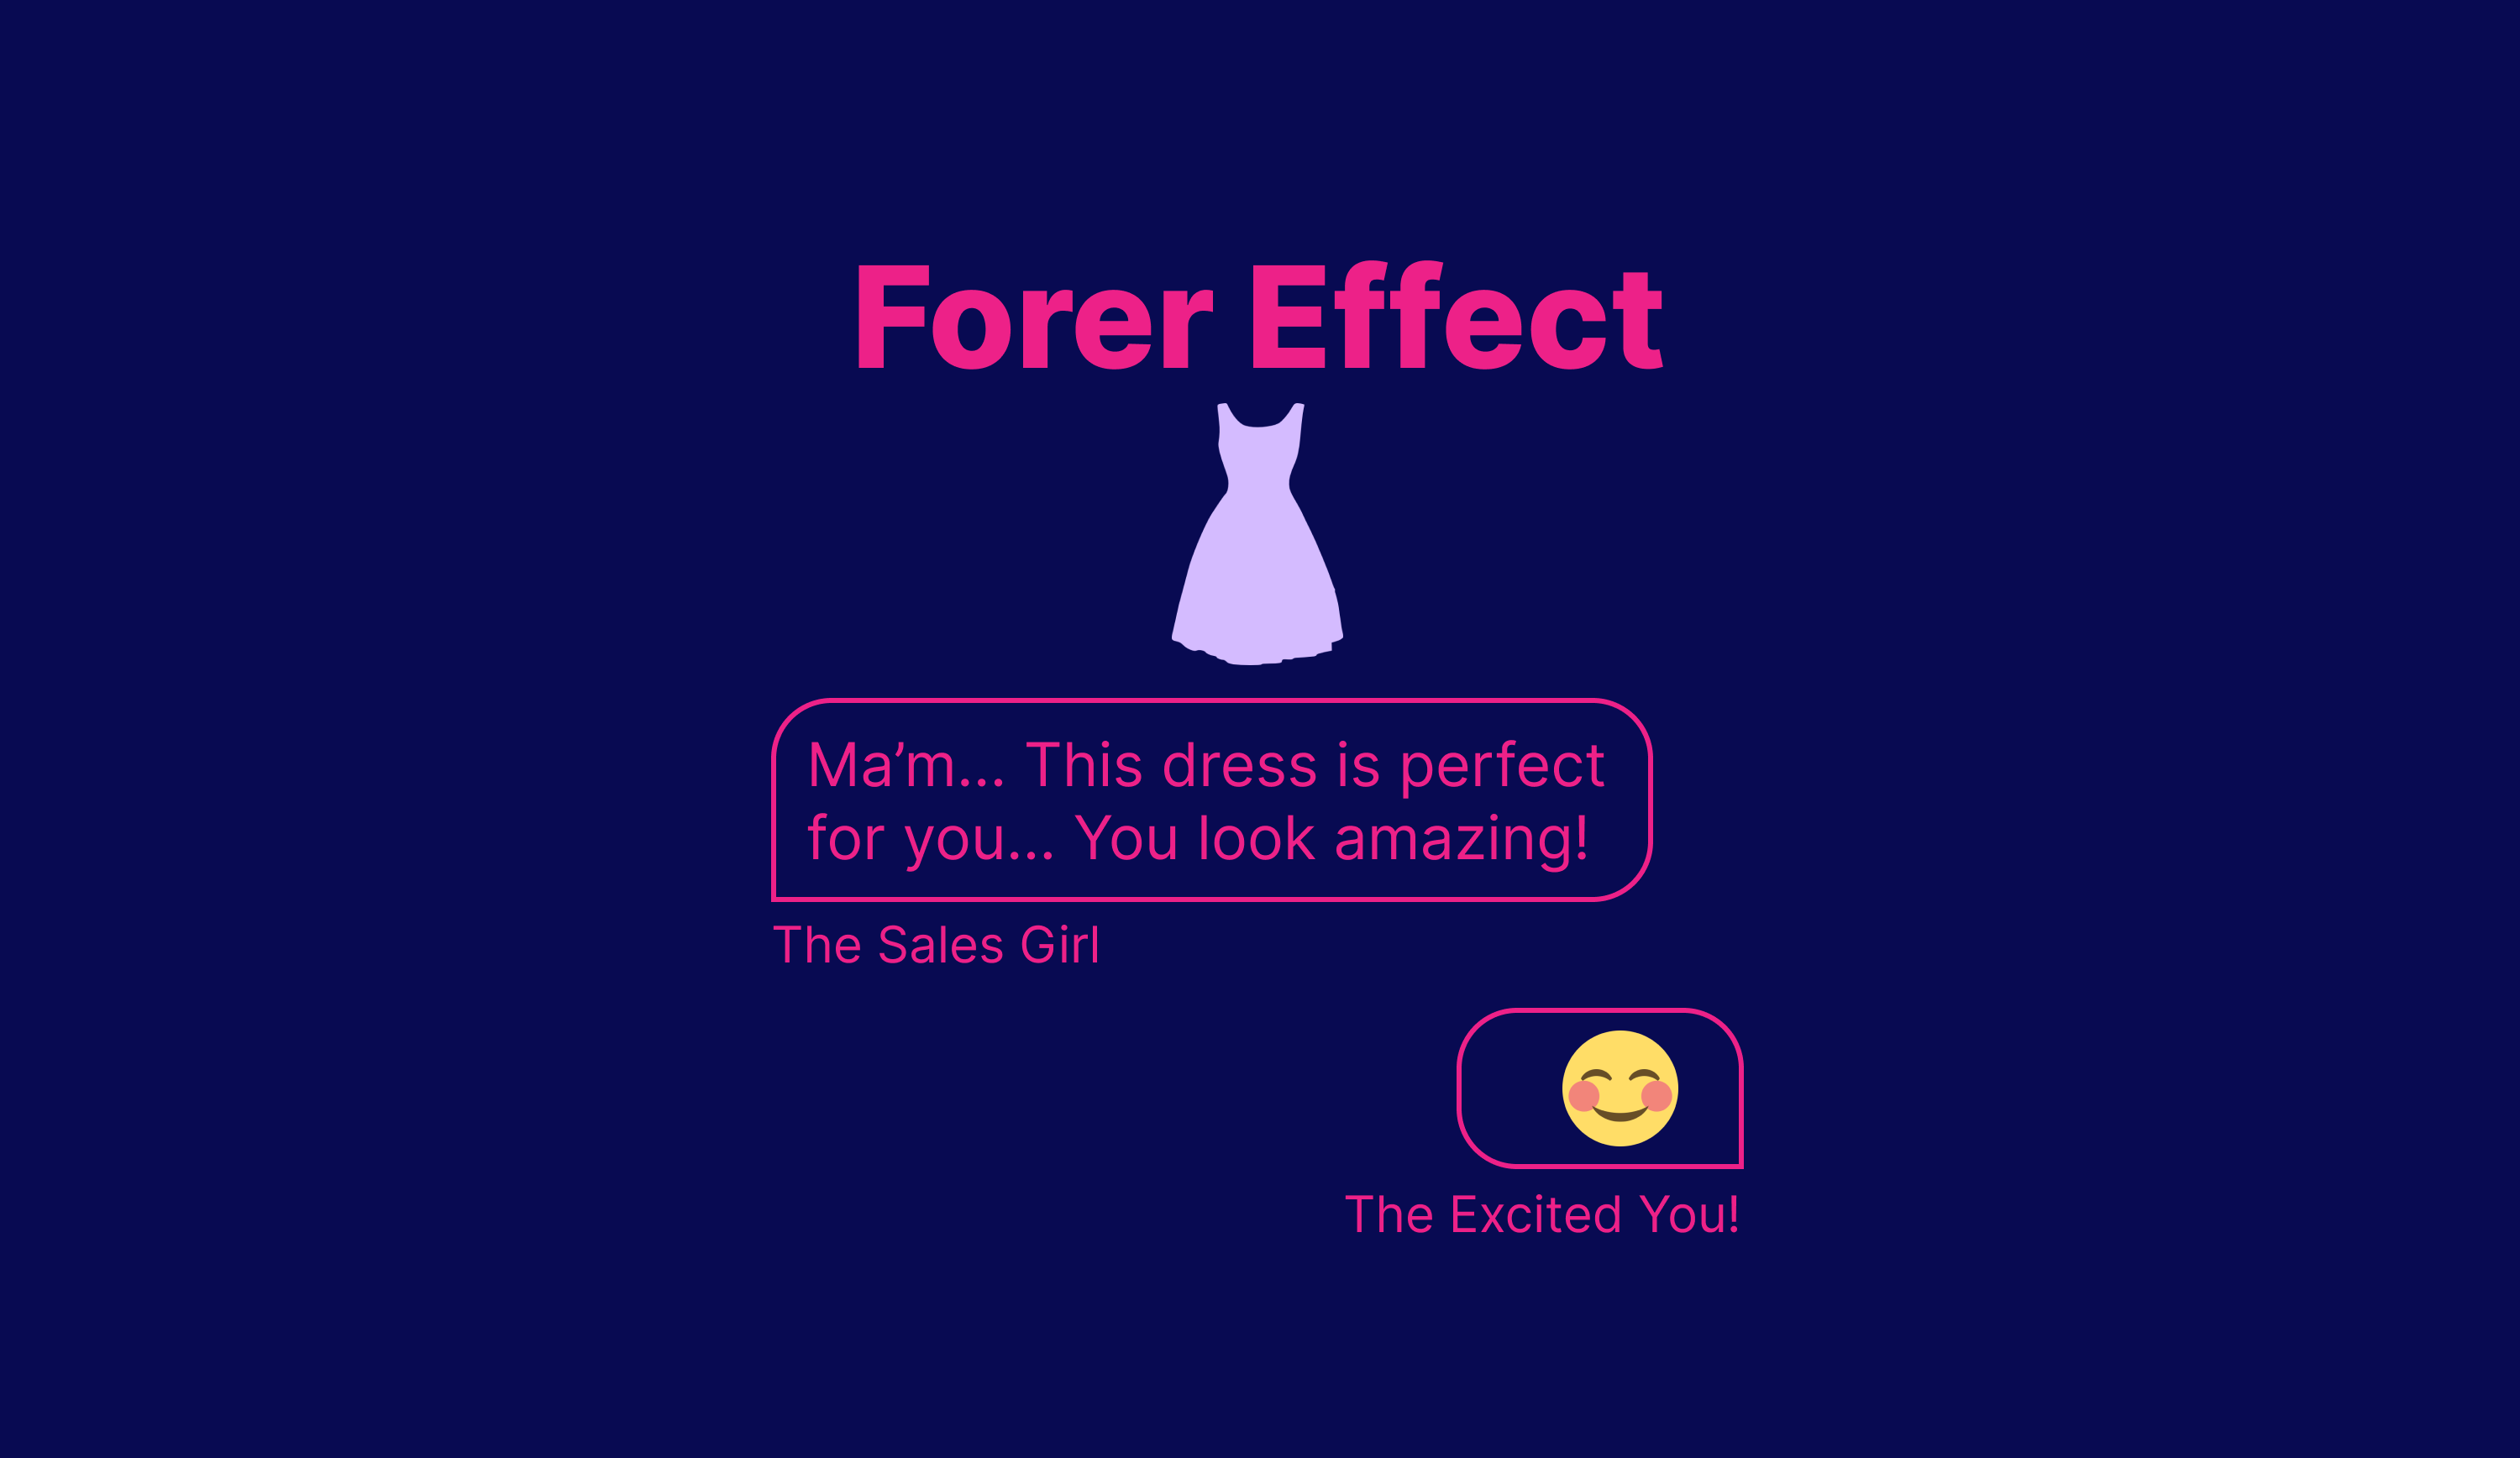 Forer Effect
Ma’m... This dress is perfect
for you... You look amazing!
The Sales Girl
The Excited You!